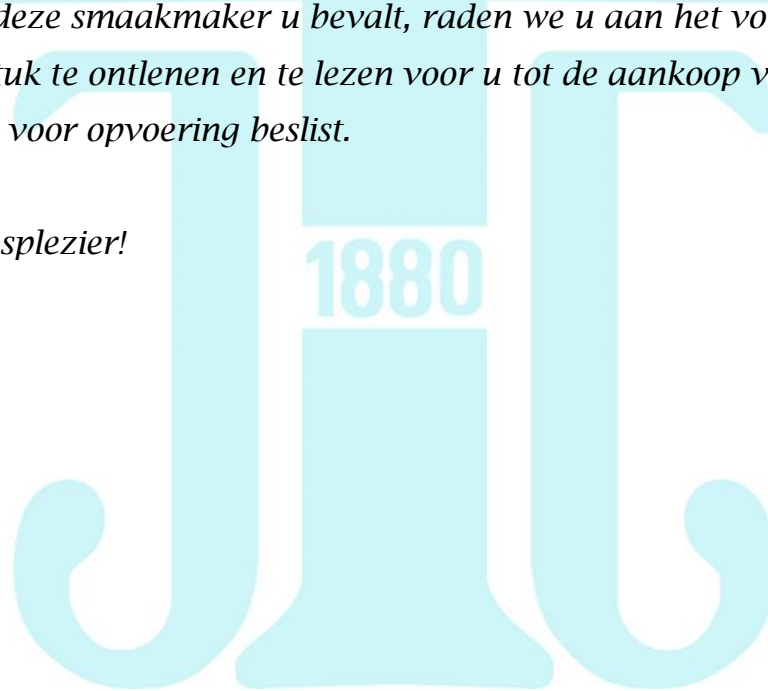 deze smaakmaker u bevalt, raden we u aan het vo
tuk te ontlenen en te lezen voor u tot de aankoop v
voor opvoering beslist.
splezier!
1880